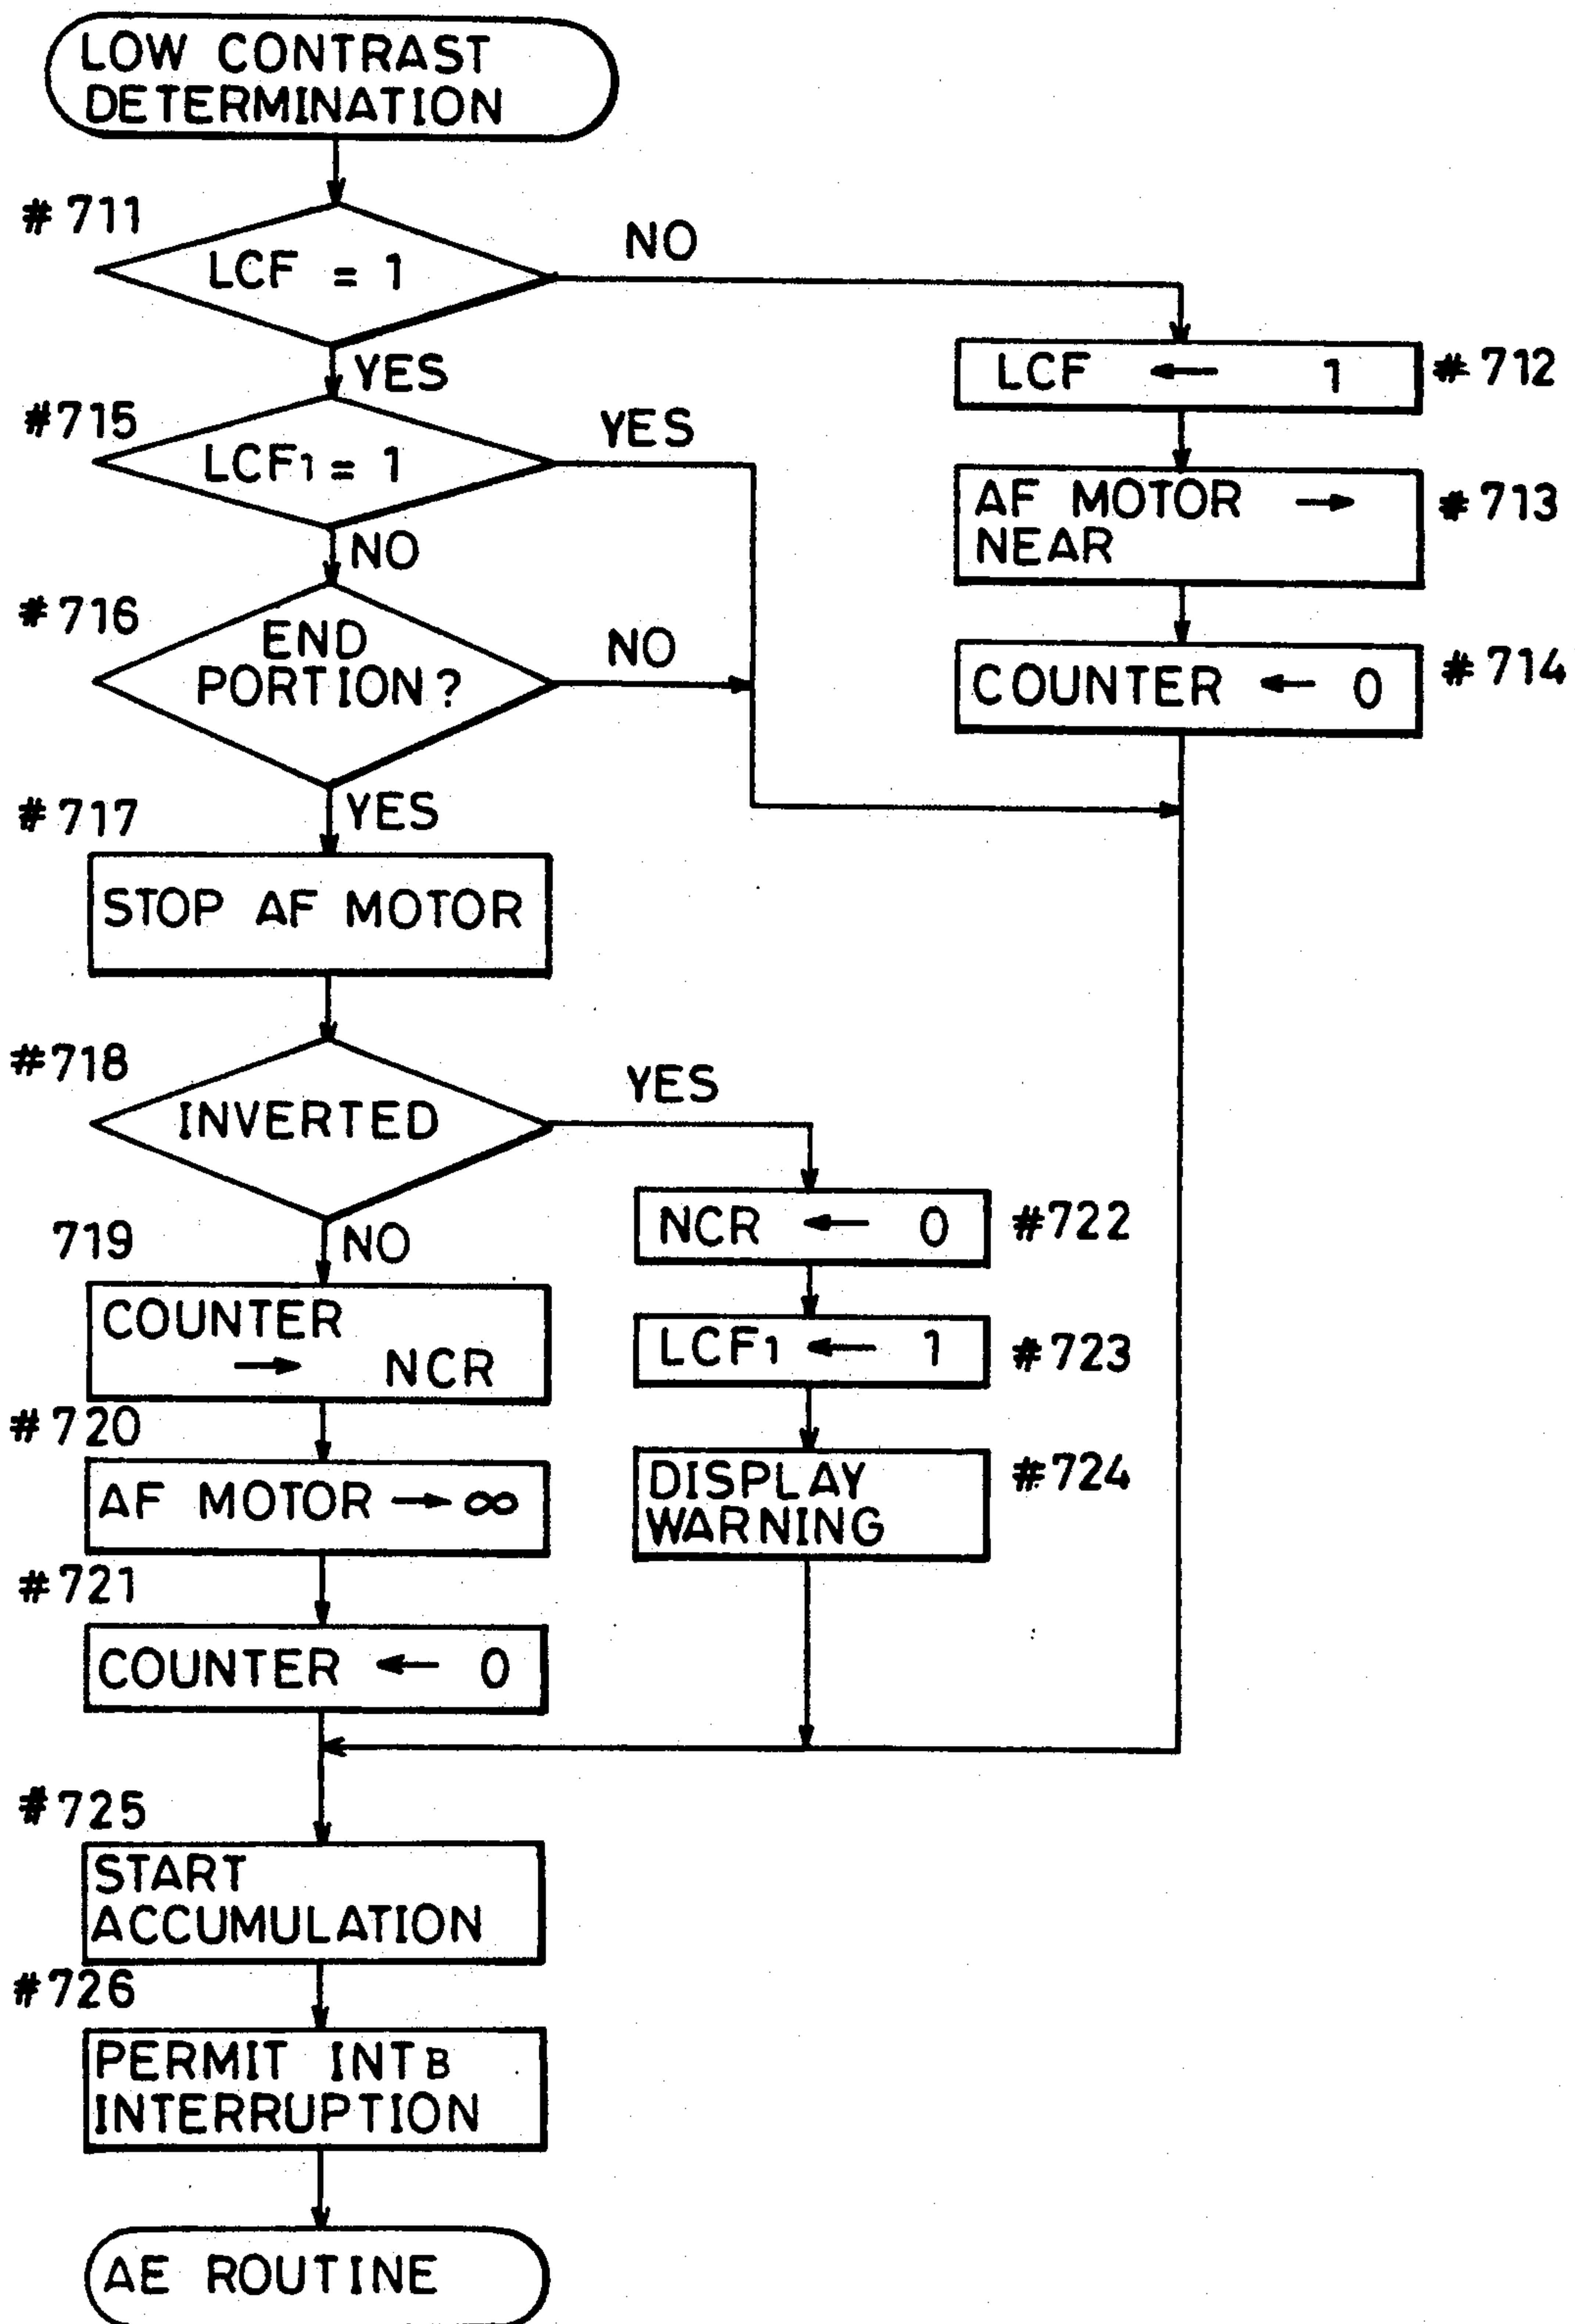 LOW CONTRAST
DETERMINATION
#711
LCF = 1
NO
YES
LCF ← 1
#712
#715
LCF1 = 1
YES
NO
AF MOTOR →
NEAR
#713
#716
END
PORTION?
NO
YES
COUNTER ← 0
#714
#717
STOP AF MOTOR
#718
INVERTED
YES
NO
NCR ← 0
#722
719
COUNTER
→ NCR
LCF1 ← 1
#723
#720
AF MOTOR → ∞
DISPLAY
WARNING
#724
#721
COUNTER ← 0
#725
START
ACCUMULATION
#726
PERMIT INTB
INTERRUPTION
AE ROUTINE